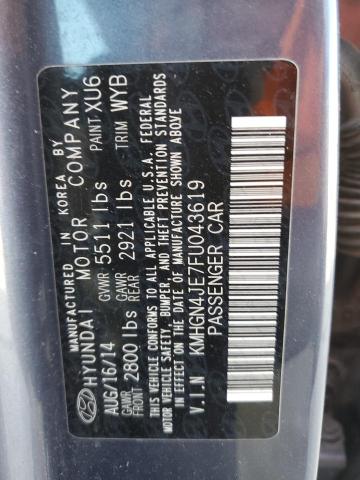 MANUFACTURED IN KOREA BY
HYUNDAI MOTOR COMPANY
AUG/16/14 GVWR 5511 lbs PAINT XU6
GAWR FRONT 2800 lbs GAWR REAR 2921 lbs TRIM WYB
THIS VEHICLE CONFORMS TO ALL APPLICABLE U.S.A. FEDERAL
MOTOR VEHICLE SAFETY, BUMPER, AND THEFT PREVENTION STANDARDS
IN EFFECT ON THE DATE OF MANUFACTURE SHOWN ABOVE.
V.I.N KMHGN4JE7FU043619
PASSENGER CAR